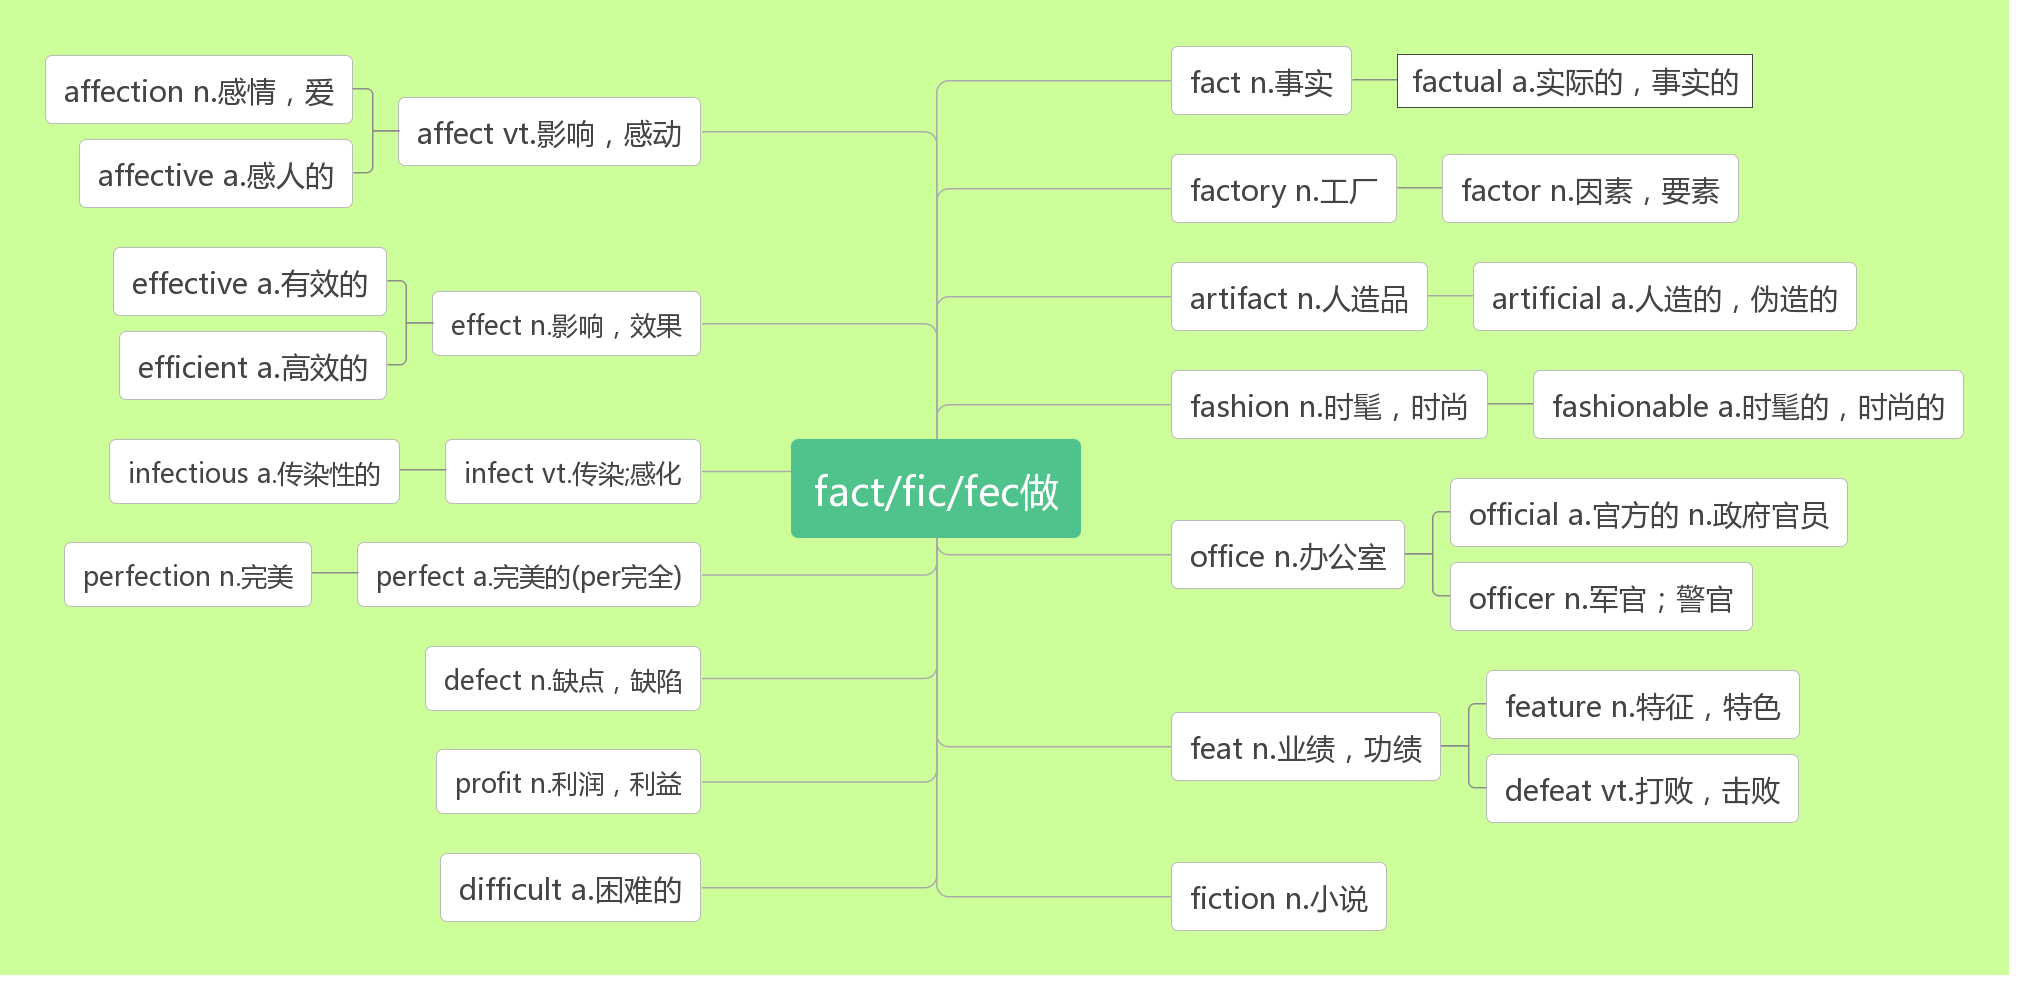 fact/fic/fec做
fact n.事实
factual a.实际的，事实的
factory n.工厂
factor n.因素，要素
artifact n.人造品
artificial a.人造的，伪造的
fashion n.时髦，时尚
fashionable a.时髦的，时尚的
office n.办公室
official a.官方的 n.政府官员
officer n.军官；警官
feat n.业绩，功绩
feature n.特征，特色
defeat vt.打败，击败
fiction n.小说
affect vt.影响，感动
affection n.感情，爱
affective a.感人的
effect n.影响，效果
effective a.有效的
efficient a.高效的
infect vt.传染;感化
infectious a.传染性的
perfect a.完美的(per完全)
perfection n.完美
defect n.缺点，缺陷
profit n.利润，利益
difficult a.困难的